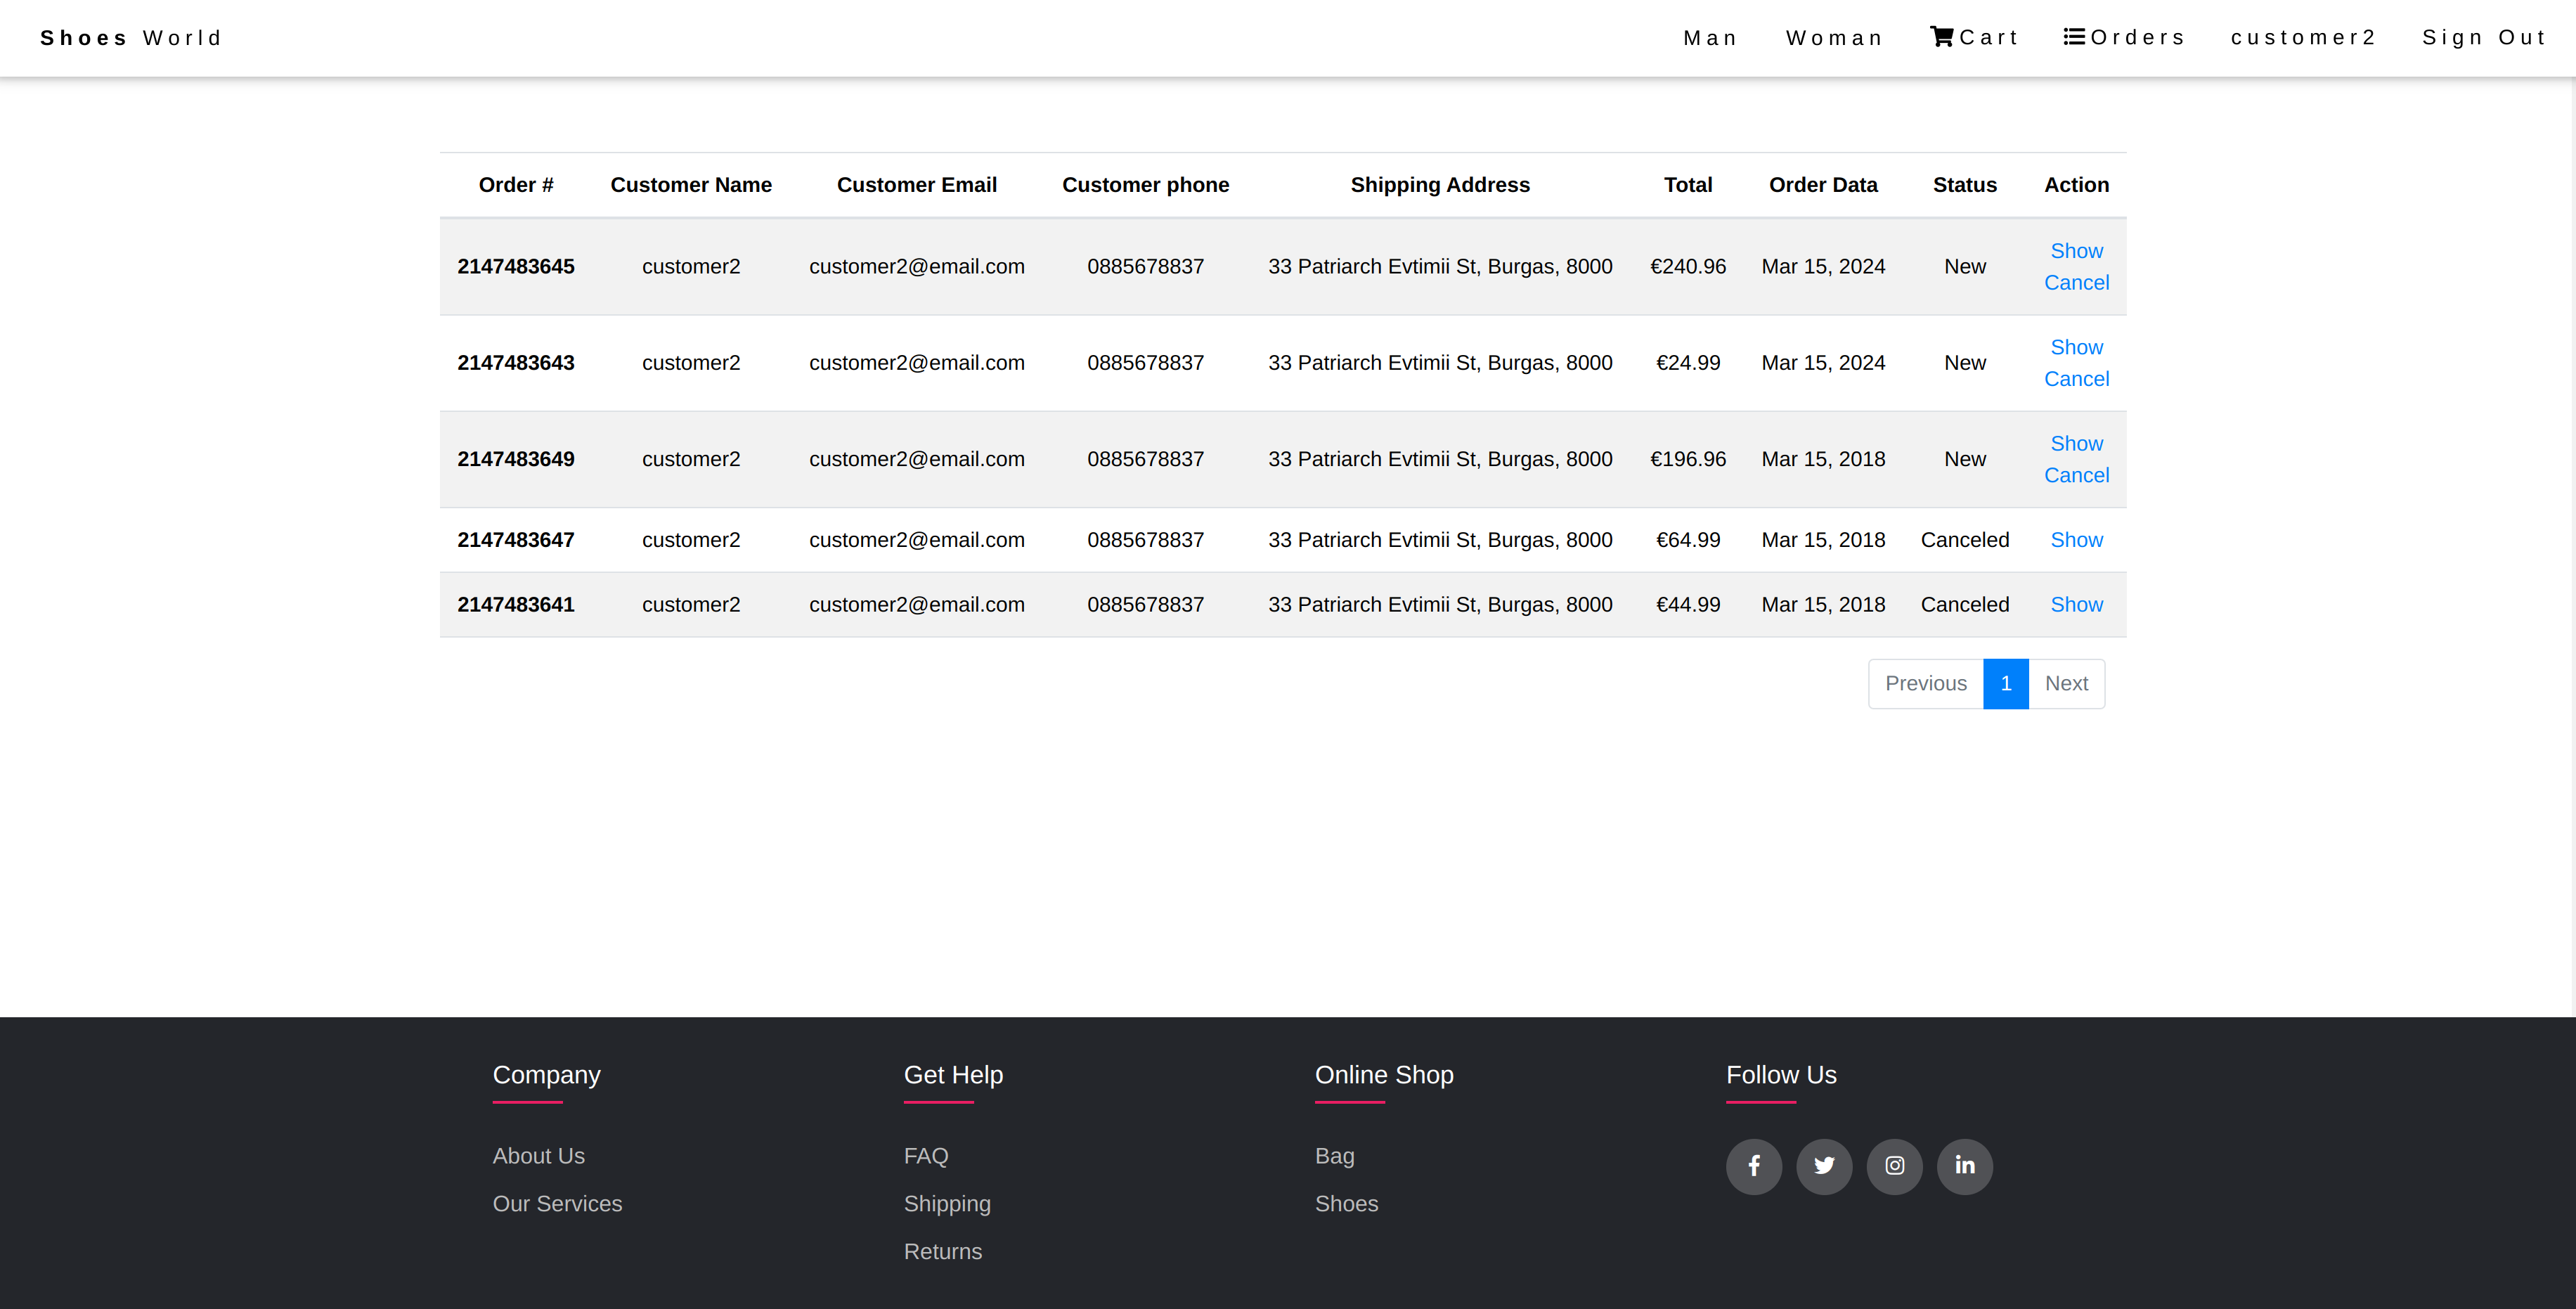 Shoes World Man Woman Cart Orders customer2 Sign Out
Order # Customer Name Customer Email Customer phone Shipping Address Total Order Data Status Action
2147483645 customer2 customer2@email.com 0885678837 33 Patriarch Evtimii St, Burgas, 8000 €240.96 Mar 15, 2024 New Show
Cancel
2147483643 customer2 customer2@email.com 0885678837 33 Patriarch Evtimii St, Burgas, 8000 €24.99 Mar 15, 2024 New Show
Cancel
2147483649 customer2 customer2@email.com 0885678837 33 Patriarch Evtimii St, Burgas, 8000 €196.96 Mar 15, 2018 New Show
Cancel
2147483647 customer2 customer2@email.com 0885678837 33 Patriarch Evtimii St, Burgas, 8000 €64.99 Mar 15, 2018 Canceled Show
2147483641 customer2 customer2@email.com 0885678837 33 Patriarch Evtimii St, Burgas, 8000 €44.99 Mar 15, 2018 Canceled Show
Previous 1 Next
Company
About Us
Our Services
Get Help
FAQ
Shipping
Returns
Online Shop
Bag
Shoes
Follow Us